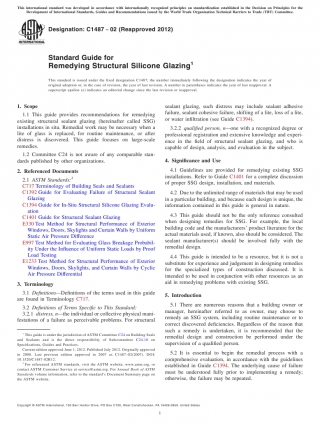 This international standard was developed in accordance with internationally recognized principles on standardization established in the Decision on Principles for the
Development of International Standards, Guides and Recommendations issued by the World Trade Organization Technical Barriers to Trade (TBT) Committee.
Designation: C1487 − 02 (Reapproved 2012)
INTERNATIONAL
Standard Guide for
Remedying Structural Silicone Glazing1
This standard is issued under the fixed designation C1487; the number immediately following the designation indicates the year of
original adoption or, in the case of revision, the year of last revision. A number in parentheses indicates the year of last reapproval. A
superscript epsilon (ε) indicates an editorial change since the last revision or reapproval.
1. Scope
1.1 This guide provides recommendations for remedying
existing structural sealant glazing (hereinafter called SSG)
installations in situ. Remedial work may be necessary when a
lite of glass is replaced, for routine maintenance, or after
distress is discovered. This guide focuses on large-scale
remedies.
1.2 Committee C24 is not aware of any comparable stan-
dards published by other organizations.
2. Referenced Documents
2.1 ASTM Standards:2
C717 Terminology of Building Seals and Sealants
C1392 Guide for Evaluating Failure of Structural Sealant
Glazing
C1394 Guide for In-Situ Structural Silicone Glazing Evalu-
ation
C1401 Guide for Structural Sealant Glazing
E330 Test Method for Structural Performance of Exterior
Windows, Doors, Skylights and Curtain Walls by Uniform
Static Air Pressure Difference
E997 Test Method for Evaluating Glass Breakage Probabil-
ity Under the Influence of Uniform Static Loads by Proof
Load Testing
E1233 Test Method for Structural Performance of Exterior
Windows, Doors, Skylights, and Curtain Walls by Cyclic
Air Pressure Differential
3. Terminology
3.1 Definitions—Definitions of the terms used in this guide
are found in Terminology C717.
3.2 Definitions of Terms Specific to This Standard:
3.2.1 distress, n—the individual or collective physical mani-
festations of a failure as perceivable problems. For structural
1 This guide is under the jurisdiction of ASTM Committee C24 on Building Seals
and Sealants and is the direct responsibility of Subcommittee C24.10 on
Specifications, Guides and Practices.
Current edition approved June 1, 2012. Published July 2012. Originally approved
in 2000. Last previous edition approved in 2007 as C1487–02(2007). DOI:
10.1520/C1487-02R12.
2 For referenced ASTM standards, visit the ASTM website, www.astm.org, or
contact ASTM Customer Service at service@astm.org. For Annual Book of ASTM
Standards volume information, refer to the standard's Document Summary page on
the ASTM website.
sealant glazing, such distress may include sealant adhesive
failure, sealant cohesive failure, shifting of a lite, loss of a lite,
or water infiltration (see Guide C1394).
3.2.2 qualified person, n—one with a recognized degree or
professional registration and extensive knowledge and experi-
ence in the field of structural sealant glazing, and who is
capable of design, analysis, and evaluation in the subject.
4. Significance and Use
4.1 Guidelines are provided for remedying existing SSG
installations. Refer to Guide C1401 for a complete discussion
of proper SSG design, installation, and materials.
4.2 Due to the unlimited range of materials that may be used
in a particular building, and because each design is unique, the
information contained in this guide is general in nature.
4.3 This guide should not be the only reference consulted
when designing remedies for SSG. For example, the local
building code and the manufacturers' product literature for the
actual materials used, if known, also should be considered. The
sealant manufacturer(s) should be involved fully with the
remedial design.
4.4 This guide is intended to be a resource, but it is not a
substitute for experience and judgement in designing remedies
for the specialized types of construction discussed. It is
intended to be used in conjunction with other resources as an
aid in remedying problems with existing SSG.
5. Introduction
5.1 There are numerous reasons that a building owner or
manager, hereinafter referred to as owner, may choose to
remedy an SSG system, including routine maintenance or to
correct discovered deficiencies. Regardless of the reason that
such a remedy is undertaken, it is recommended that the
remedial design and construction be performed under the
supervision of a qualified person.
5.2 It is essential to begin the remedial process with a
comprehensive evaluation, in accordance with the guidelines
established in Guide C1394. The underlying cause of failure
must be understood fully prior to implementing a remedy;
otherwise, the failure may be repeated.
Copyright © ASTM International, 100 Barr Harbor Drive, PO Box C700, West Conshohocken, PA 19428-2959. United States
1